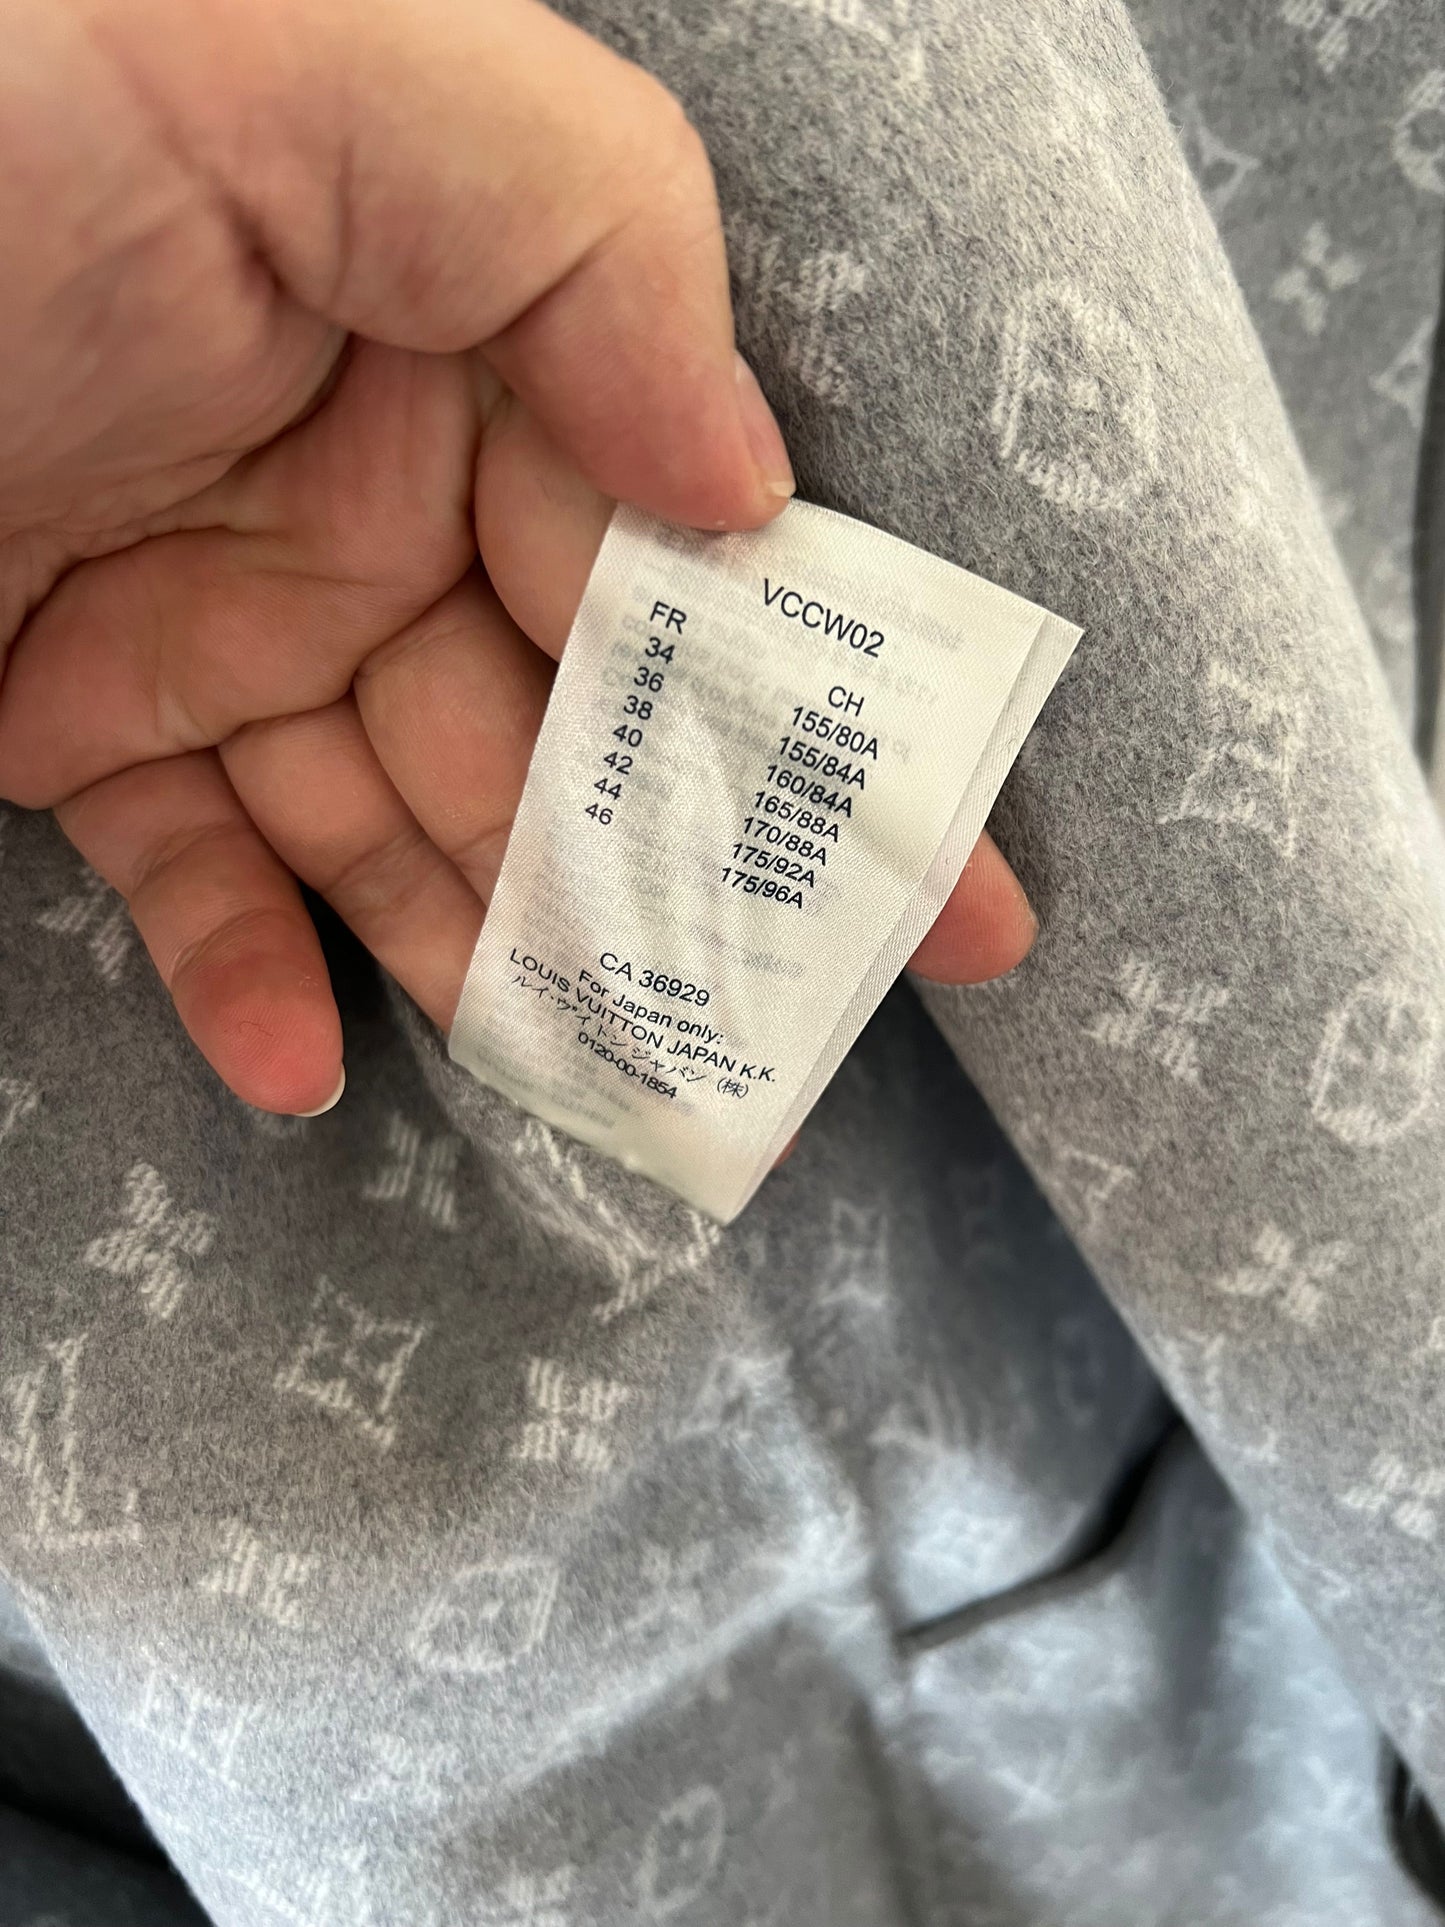 VCCW02
FR CH
34 155/80A
36 155/84A
38 160/84A
40 165/88A
42 170/88A
44 175/92A
46 175/96A
CA 36929
For Japan only:
LOUIS VUITTON JAPAN K.K.
ルイ・ヴィトン ジャパン (株)
0120-00-1854